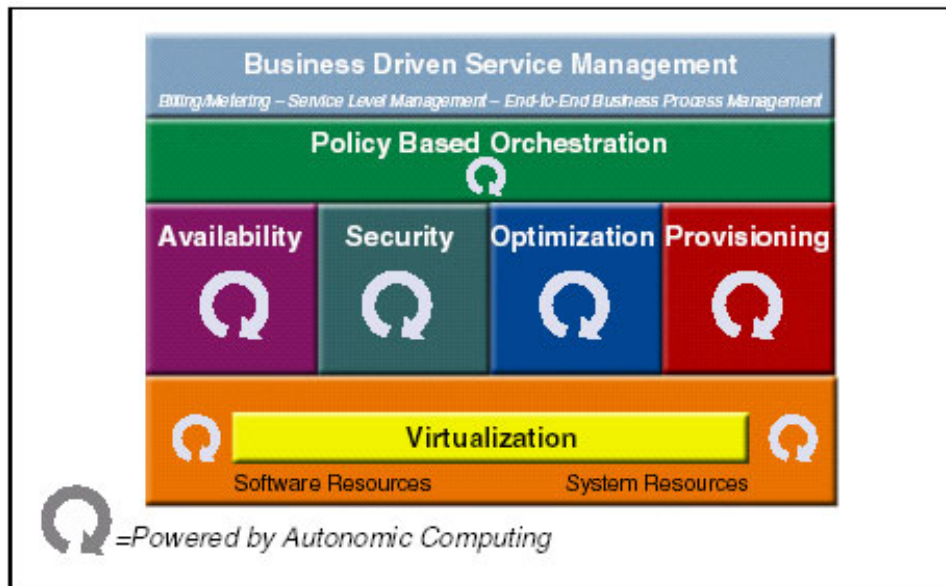 Business Driven Service Management
Billing/Metering – Service Level Management – End-to-End Business Process Management
Policy Based Orchestration
Availability Security Optimization Provisioning
Virtualization
Software Resources System Resources
=Powered by Autonomic Computing